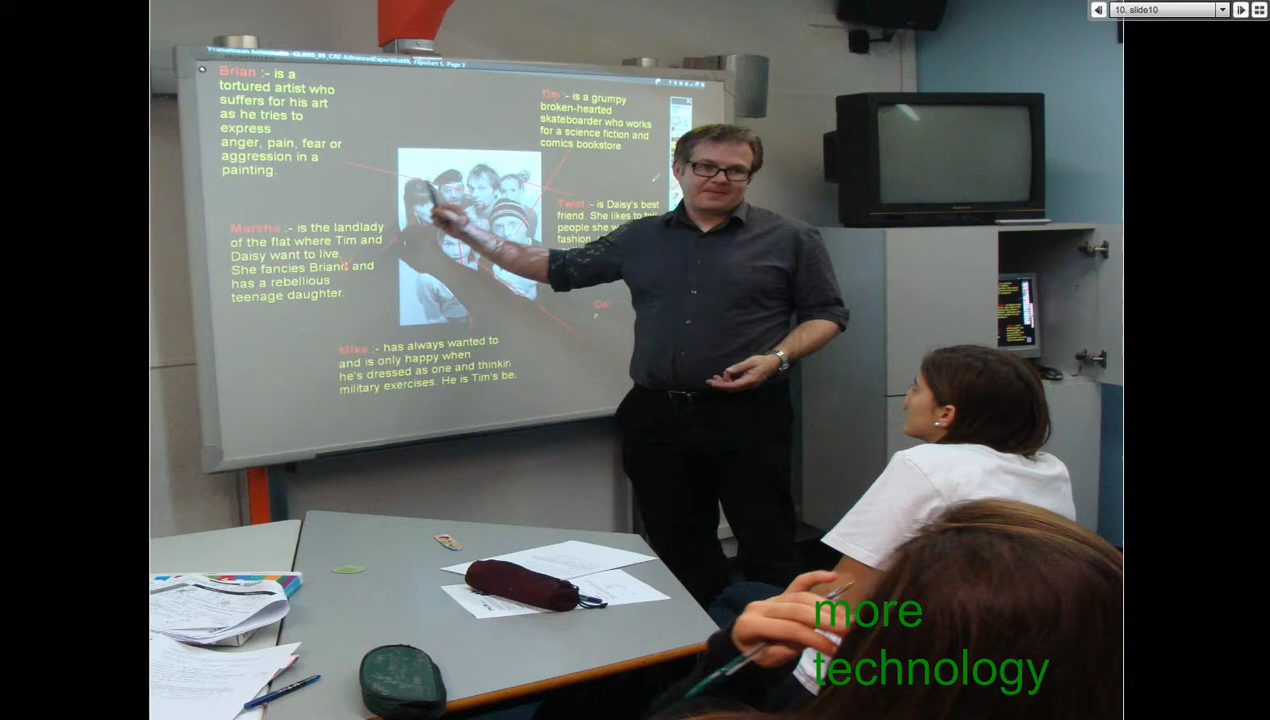 10. slide10
Brian :- is a
tortured artist who
suffers for his art
as he tries to
express
anger, pain, fear or
aggression in a
painting.
Tim :- is a grumpy
broken-hearted
skateboarder who works
for a science fiction and
comics bookstore
Twist :- is Daisy's best
friend. She likes to
people she
fashion
Marsha :- is the landlady
of the flat where Tim and
Daisy want to live.
She fancies Brian and
has a rebellious
teenage daughter.
Mike :- has always wanted to
and is only happy when
he's dressed as one and
military exercises. He is Tim's
more
technology